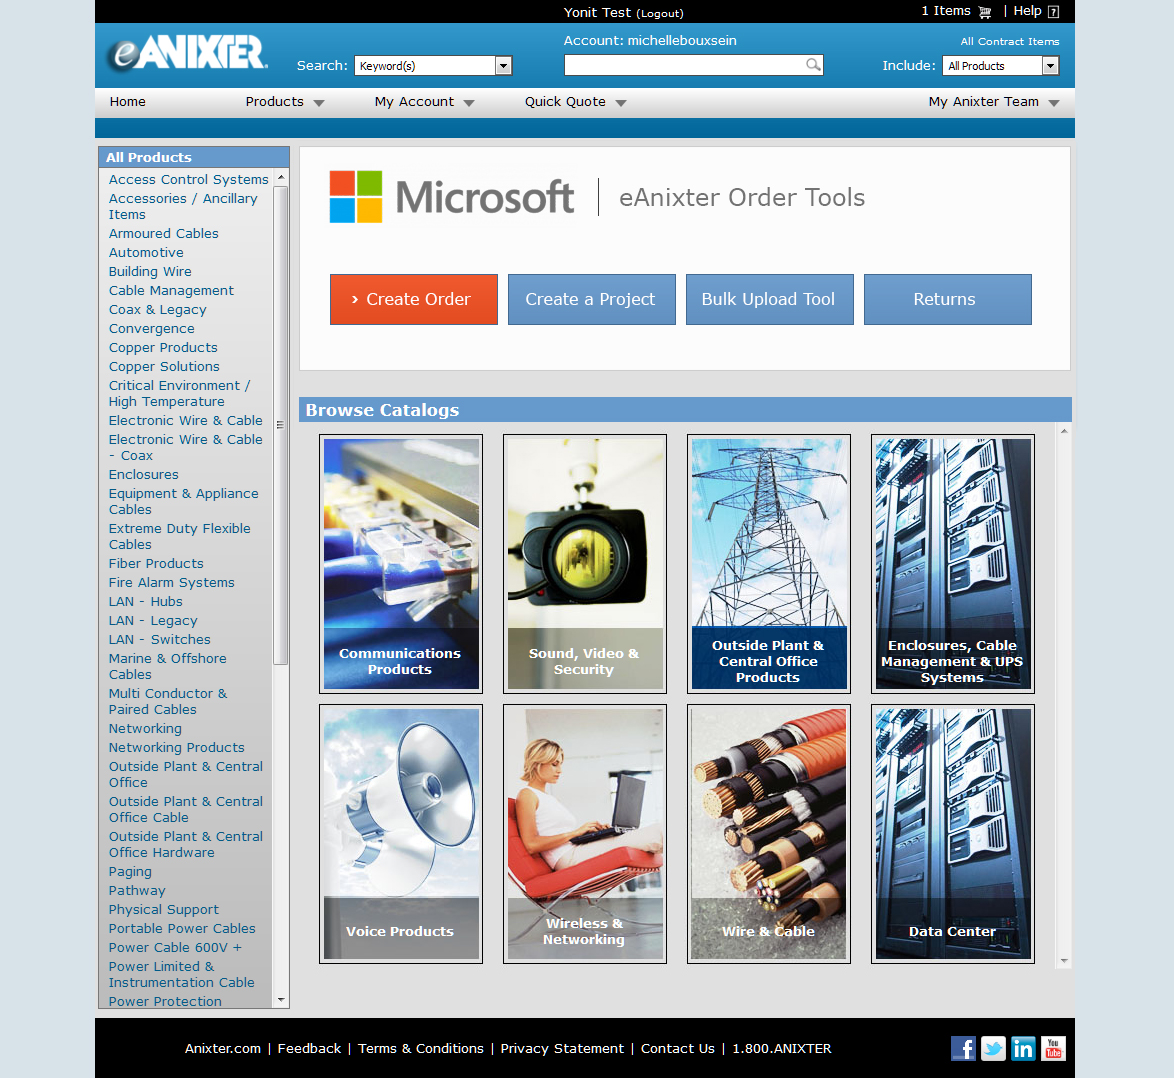 Yonit Test (Logout)
1 Items | Help ?
eANIXTER
Account: michellebouxsein
All Contract Items
Search: Keyword(s)
Include: All Products
Home
Products
My Account
Quick Quote
My Anixter Team
All Products
Access Control Systems
Accessories / Ancillary
Items
Armoured Cables
Automotive
Building Wire
Cable Management
Coax & Legacy
Convergence
Copper Products
Copper Solutions
Critical Environment /
High Temperature
Electronic Wire & Cable
Electronic Wire & Cable
- Coax
Enclosures
Equipment & Appliance
Cables
Extreme Duty Flexible
Cables
Fiber Products
Fire Alarm Systems
LAN - Hubs
LAN - Legacy
LAN - Switches
Marine & Offshore
Cables
Multi Conductor &
Paired Cables
Networking
Networking Products
Outside Plant & Central
Office
Outside Plant & Central
Office Cable
Outside Plant & Central
Office Hardware
Paging
Pathway
Physical Support
Portable Power Cables
Power Cable 600V +
Power Limited &
Instrumentation Cable
Power Protection
Microsoft | eAnixter Order Tools
› Create Order
Create a Project
Bulk Upload Tool
Returns
Browse Catalogs
Communications
Products
Sound, Video &
Security
Outside Plant &
Central Office
Products
Enclosures, Cable
Management & UPS
Systems
Voice Products
Wireless &
Networking
Wire & Cable
Data Center
Anixter.com | Feedback | Terms & Conditions | Privacy Statement | Contact Us | 1.800.ANIXTER
f
in
You
Tube